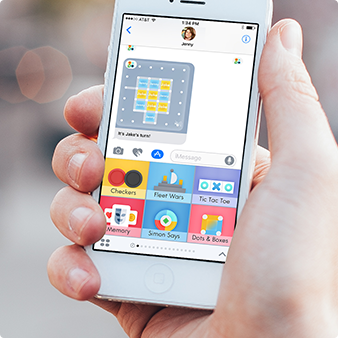 AT&T
1:34 PM
Jenny
It's Jake's turn!
iMessage
Checkers
Fleet Wars
Tic Tac Toe
Memory
Simon Says
Dots & Boxes